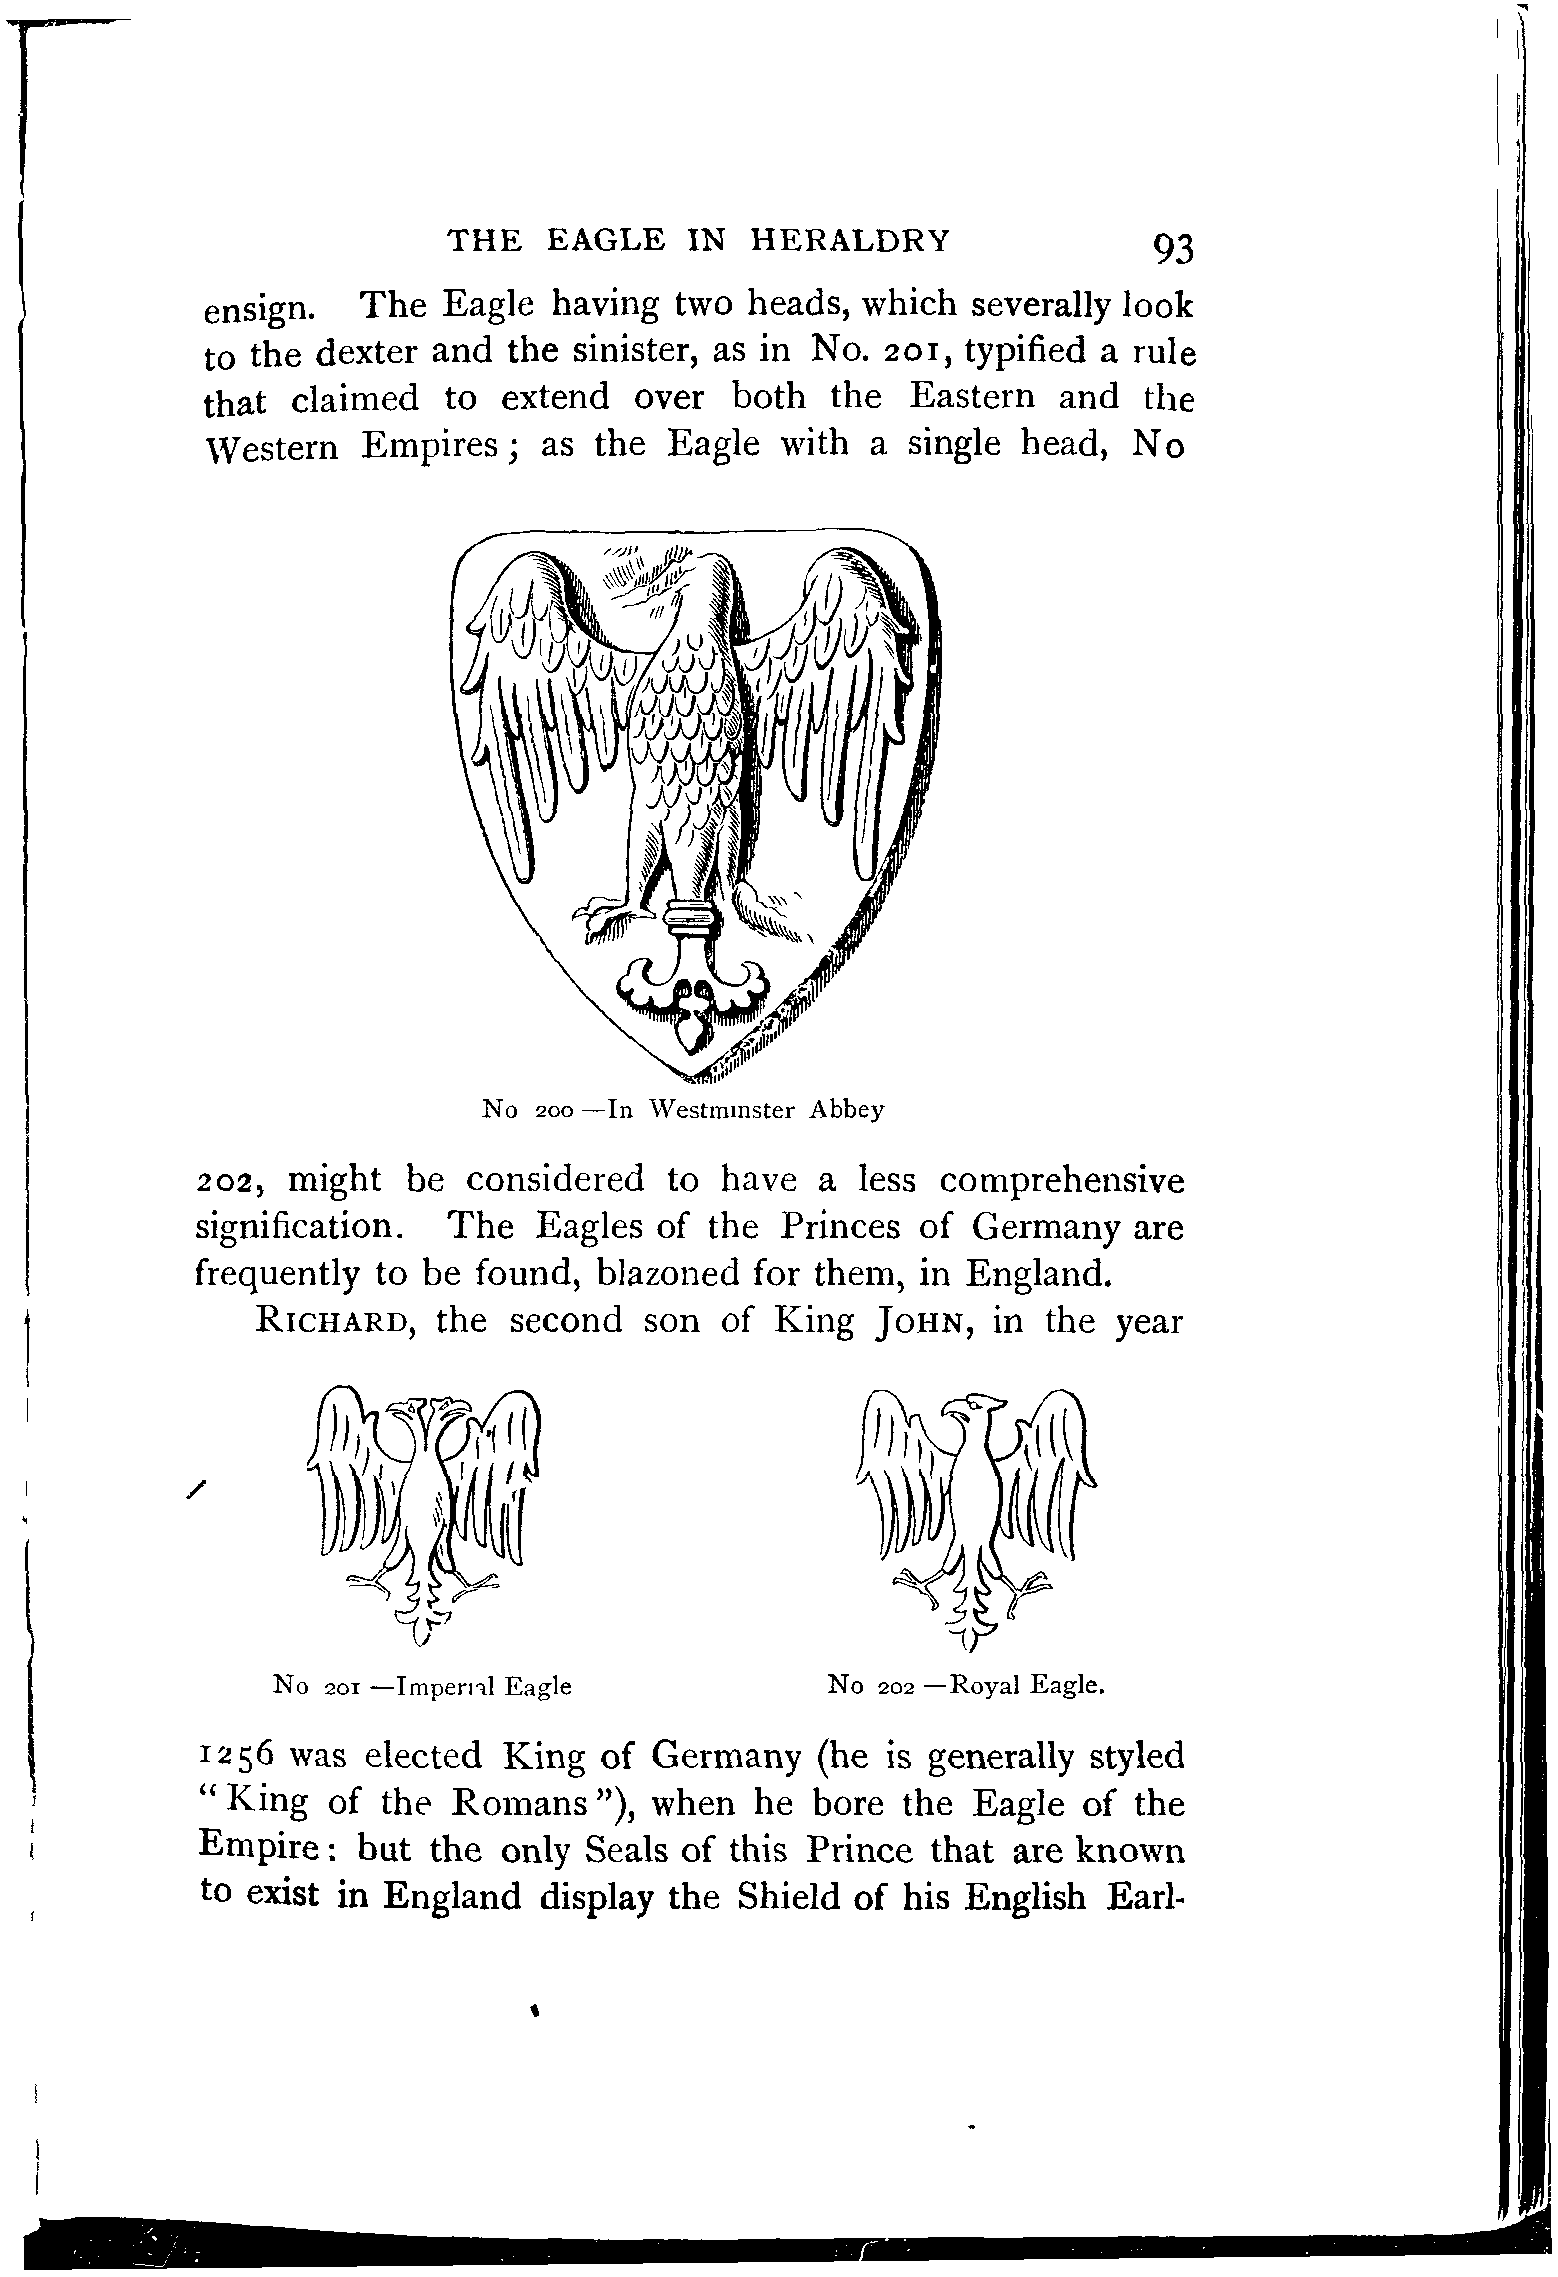 THE EAGLE IN HERALDRY 93
ensign. The Eagle having two heads, which severally look
to the dexter and the sinister, as in No. 201, typified a rule
that claimed to extend over both the Eastern and the
Western Empires; as the Eagle with a single head, No
No 200 —In Westminster Abbey
202, might be considered to have a less comprehensive
signification. The Eagles of the Princes of Germany are
frequently to be found, blazoned for them, in England.
RICHARD, the second son of King JOHN, in the year
No 201 —Imperial Eagle
No 202 —Royal Eagle.
1256 was elected King of Germany (he is generally styled
"King of the Romans"), when he bore the Eagle of the
Empire: but the only Seals of this Prince that are known
to exist in England display the Shield of his English Earl-